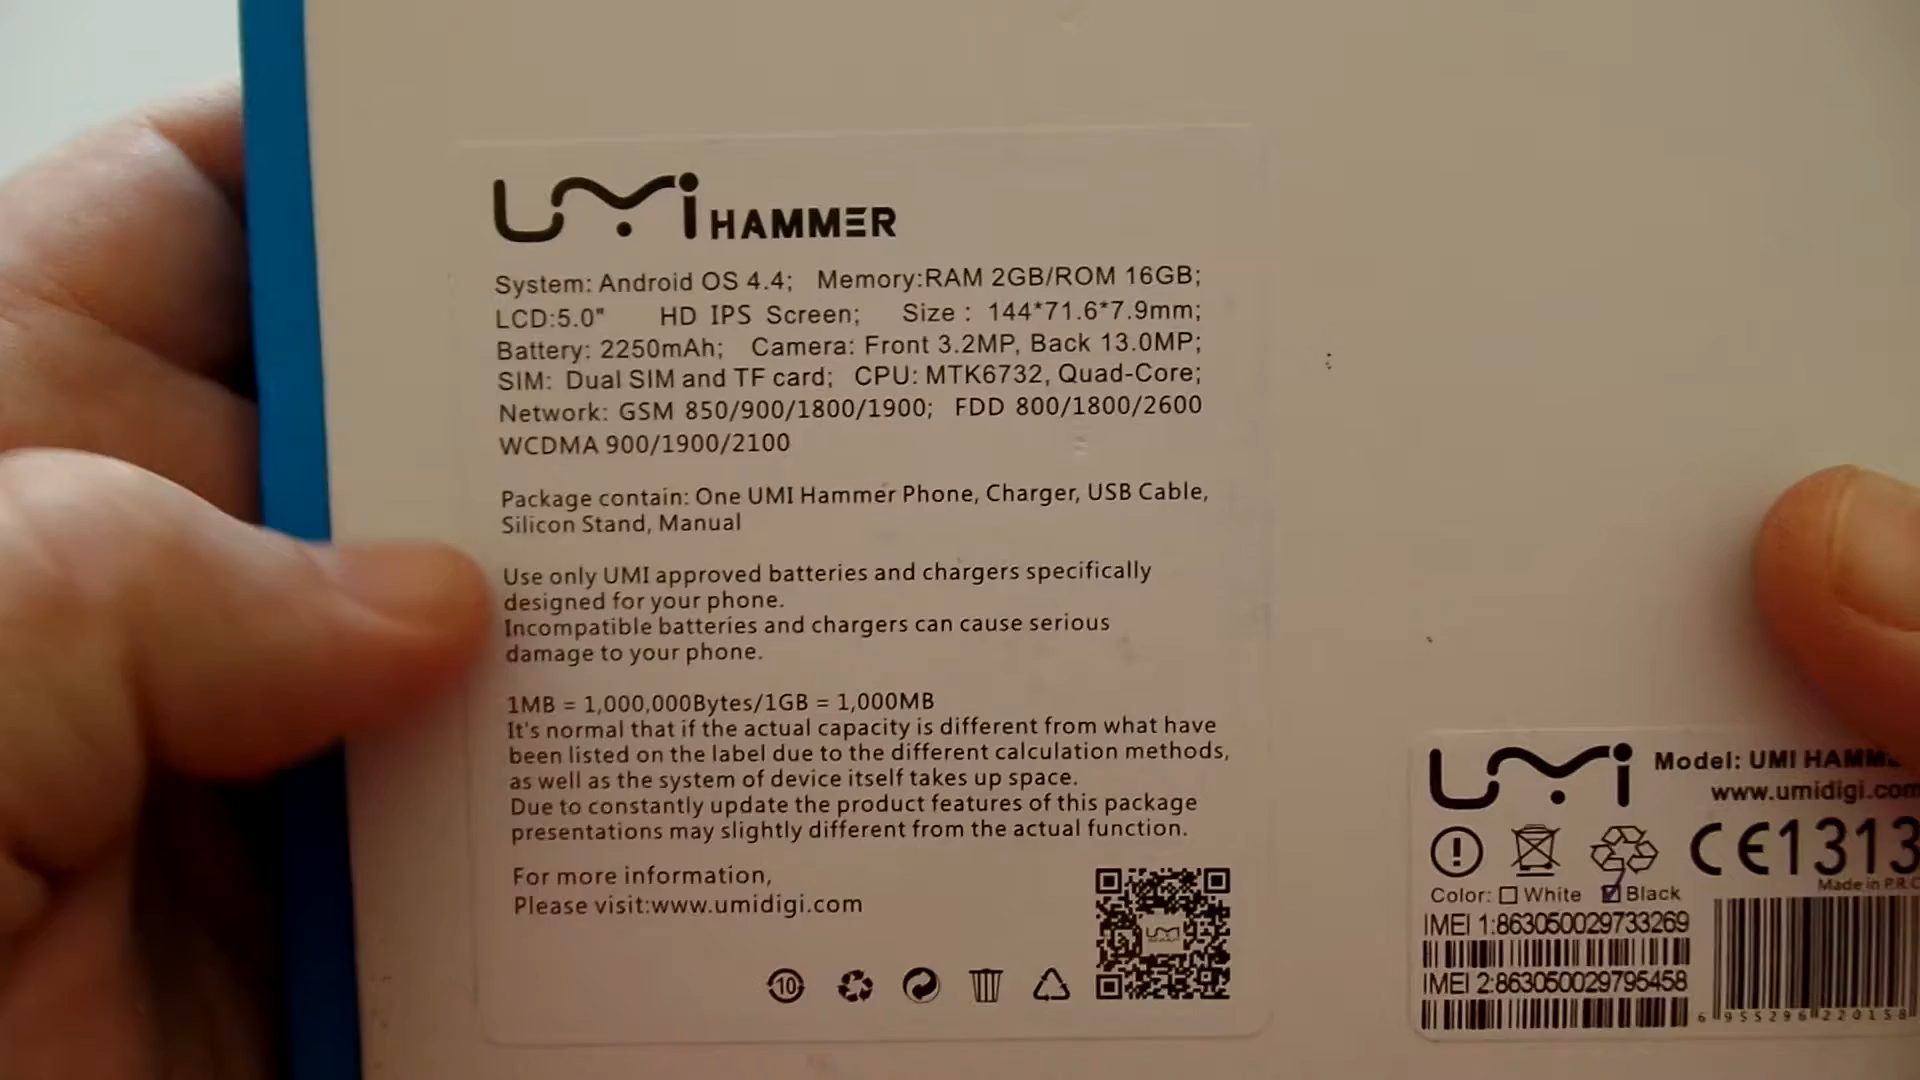 UMi HAMMER
System: Android OS 4.4; Memory:RAM 2GB/ROM 16GB;
LCD:5.0" HD IPS Screen; Size : 144*71.6*7.9mm;
Battery: 2250mAh; Camera: Front 3.2MP, Back 13.0MP;
SIM: Dual SIM and TF card; CPU: MTK6732, Quad-Core;
Network: GSM 850/900/1800/1900; FDD 800/1800/2600
WCDMA 900/1900/2100
Package contain: One UMI Hammer Phone, Charger, USB Cable,
Silicon Stand, Manual
Use only UMI approved batteries and chargers specifically
designed for your phone.
Incompatible batteries and chargers can cause serious
damage to your phone.
1MB = 1,000,000Bytes/1GB = 1,000MB
It's normal that if the actual capacity is different from what have
been listed on the label due to the different calculation methods,
as well as the system of device itself takes up space.
Due to constantly update the product features of this package
presentations may slightly different from the actual function.
For more information,
Please visit:www.umidigi.com
10
UMi
UMi
Model: UMI
www.umidigi.com
CE1313
Made in P.R.C
Color: White Black
IMEI 1:863050029733269
IMEI 2:863050029795458
6 955296 220158